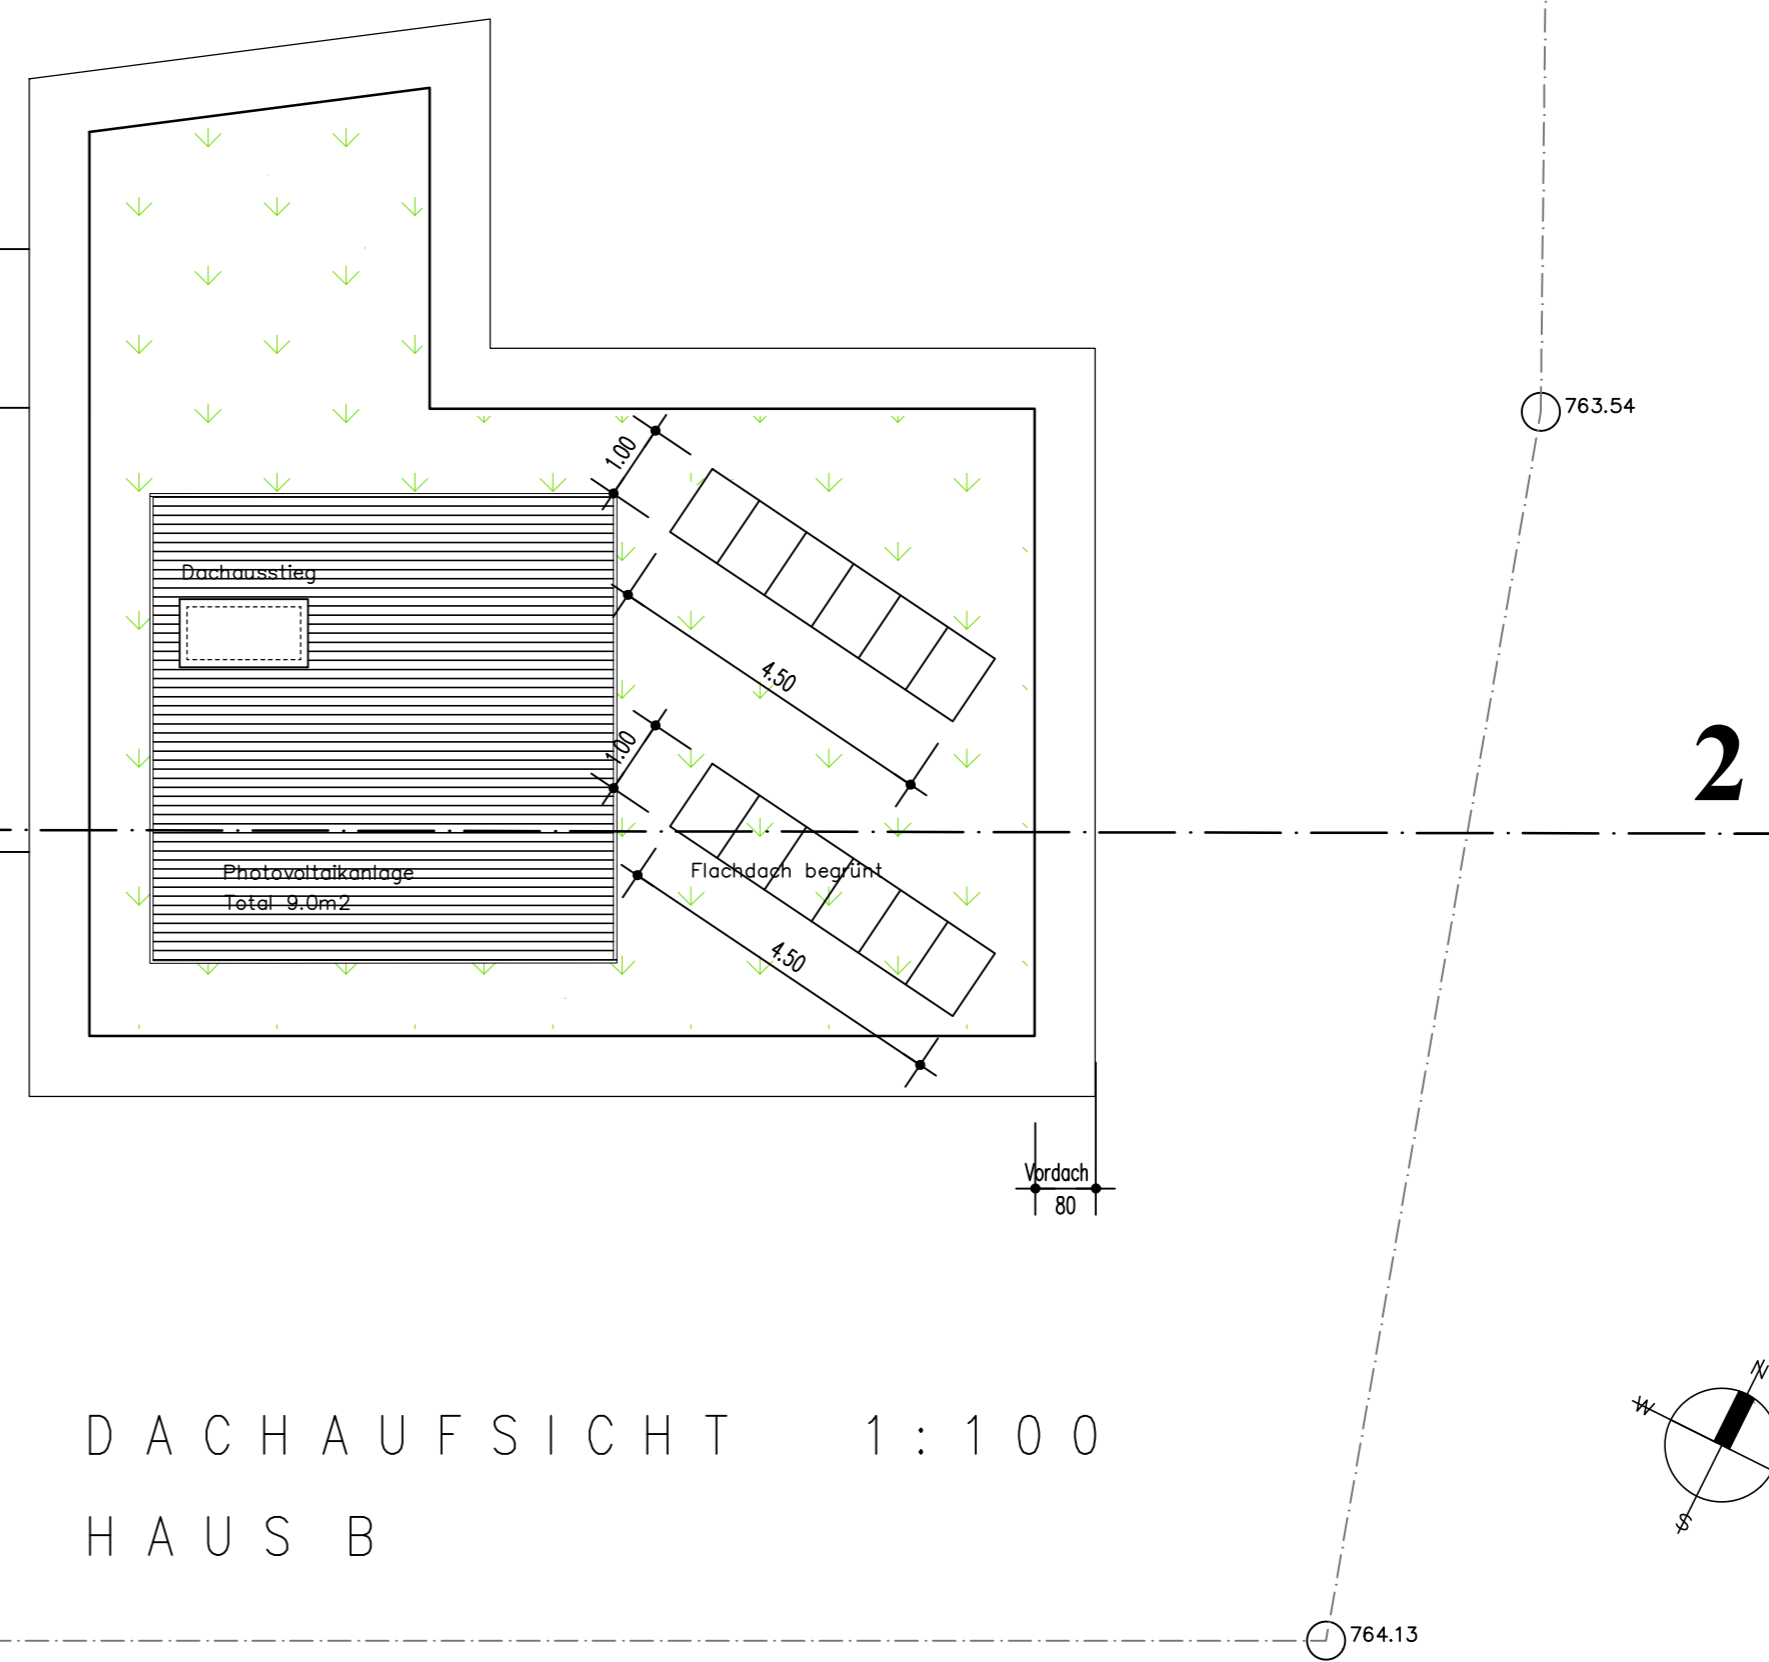 763.54
1.00
Dachausstieg
4.50
1.00
2
Photovoltaikanlage
Total 9.0m2
Flachdach begrünt
4.50
Vordach
80
N
W
S
DACHAUFSICHT 1:100
HAUS B
764.13